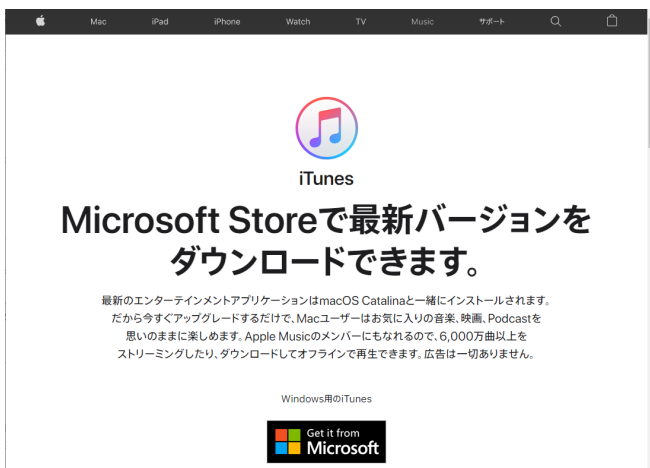 Mac iPad iPhone Watch TV Music サポート
iTunes
Microsoft Storeで最新バージョンを
ダウンロードできます。
最新のエンターテインメントアプリケーションはmacOS Catalinaと一緒にインストールされます。
だから今すぐアップグレードするだけで、Macユーザーはお気に入りの音楽、映画、Podcastを
思いのままに楽しめます。Apple Musicのメンバーにもなれるので、6,000万曲以上を
ストリーミングしたり、ダウンロードしてオフラインで再生できます。広告は一切ありません。
Windows用のiTunes
Get it from
Microsoft